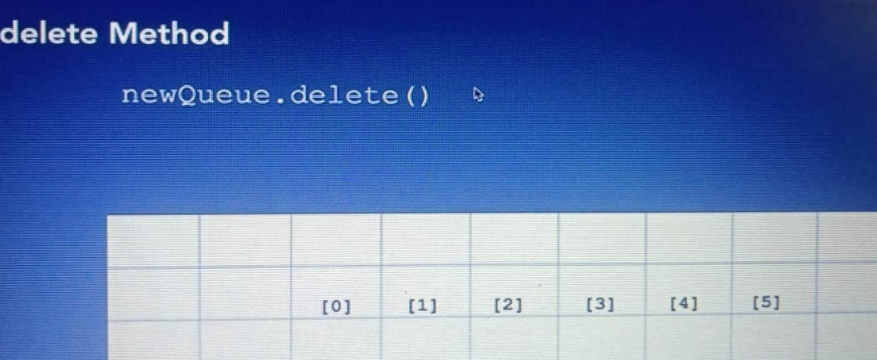 delete Method
newQueue.delete()
[0] [1] [2] [3] [4] [5]